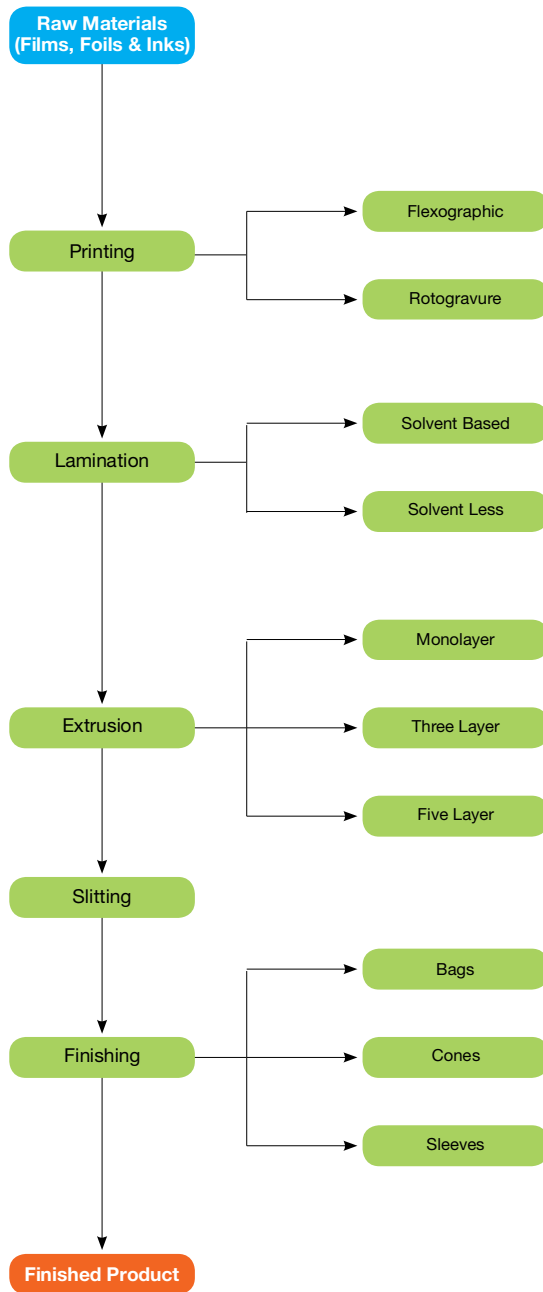 Raw Materials
(Films, Foils & Inks)
Printing
Flexographic
Rotogravure
Lamination
Solvent Based
Solvent Less
Extrusion
Monolayer
Three Layer
Five Layer
Slitting
Finishing
Bags
Cones
Sleeves
Finished Product